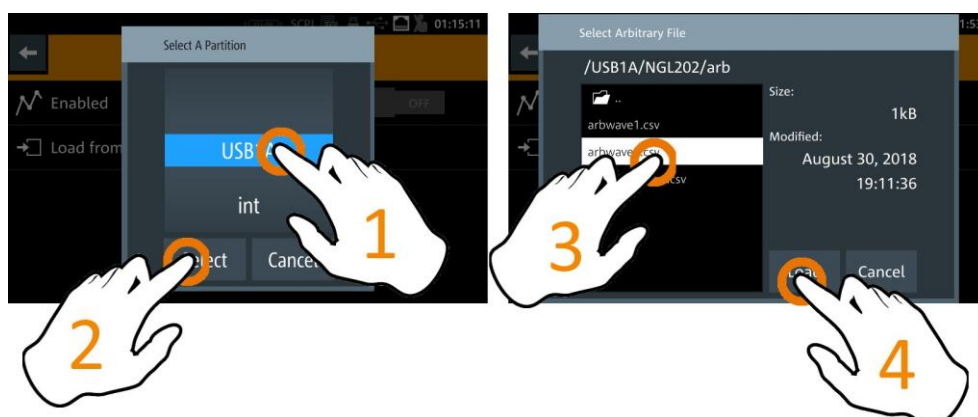 SCPI 01:15:11
Select A Partition
Enabled OFF
Load from
USB1A
int
Cancel
1
2
Select Arbitrary File
/USB1A/NGL202/arb
..
arbwave1.csv
Size:
1kB
Modified:
August 30, 2018
19:11:36
Cancel
3
4